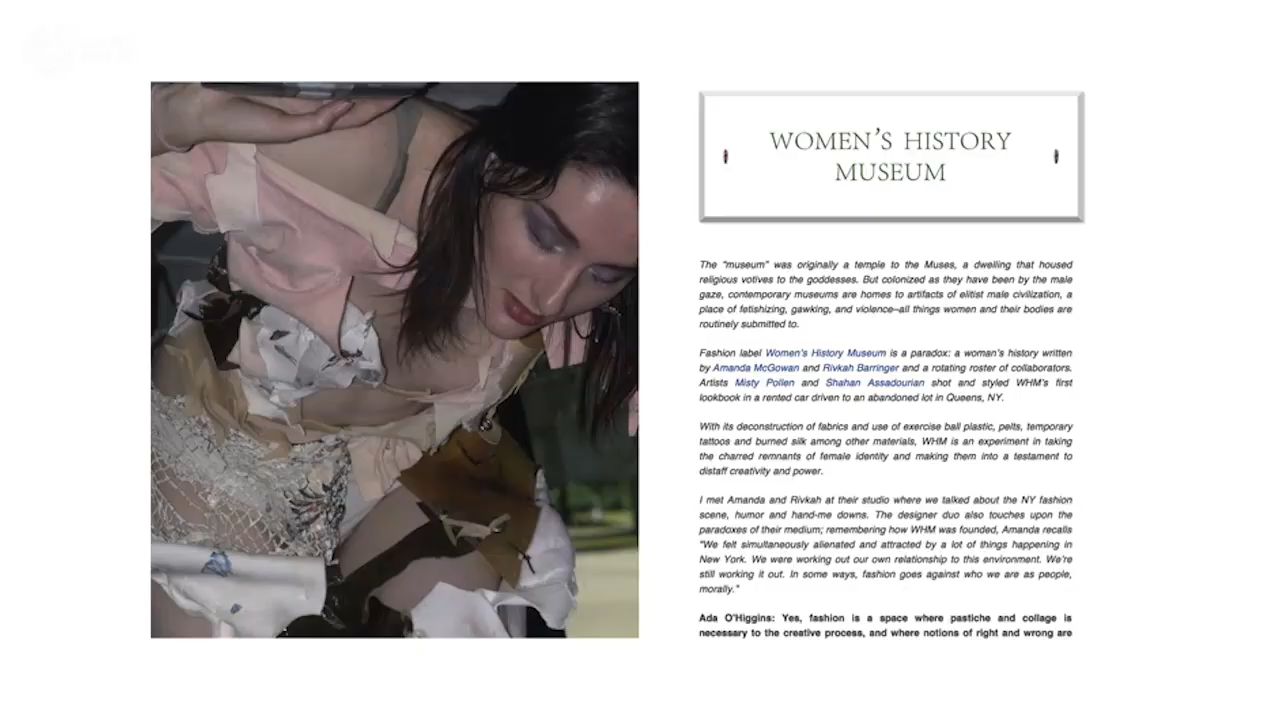 WOMEN'S HISTORY
MUSEUM
The "museum" was originally a temple to the Muses, a dwelling that housed
religious votives to the goddesses. But colonized as they have been by the male
gaze, contemporary museums are homes to artifacts of elitist male civilization, a
place of fetishizing, gawking, and violence–all things women and their bodies are
routinely submitted to.
Fashion label Women's History Museum is a paradox: a woman's history written
by Amanda McGowan and Rivkah Barringer and a rotating roster of collaborators.
Artists Misty Pollen and Shahan Assadourian shot and styled WHM's first
lookbook in a rented car driven to an abandoned lot in Queens, NY.
With its deconstruction of fabrics and use of exercise ball plastic, pelts, temporary
tattoos and burned silk among other materials, WHM is an experiment in taking
the charred remnants of female identity and making them into a testament to
distaff creativity and power.
I met Amanda and Rivkah at their studio where we talked about the NY fashion
scene, humor and hand-me downs. The designer duo also touches upon the
paradoxes of their medium; remembering how WHM was founded, Amanda recalls
"We felt simultaneously alienated and attracted by a lot of things happening in
New York. We were working out our own relationship to this environment. We're
still working it out. In some ways, fashion goes against who we are as people,
morally."
Ada O'Higgins: Yes, fashion is a space where pastiche and collage is
necessary to the creative process, and where notions of right and wrong are